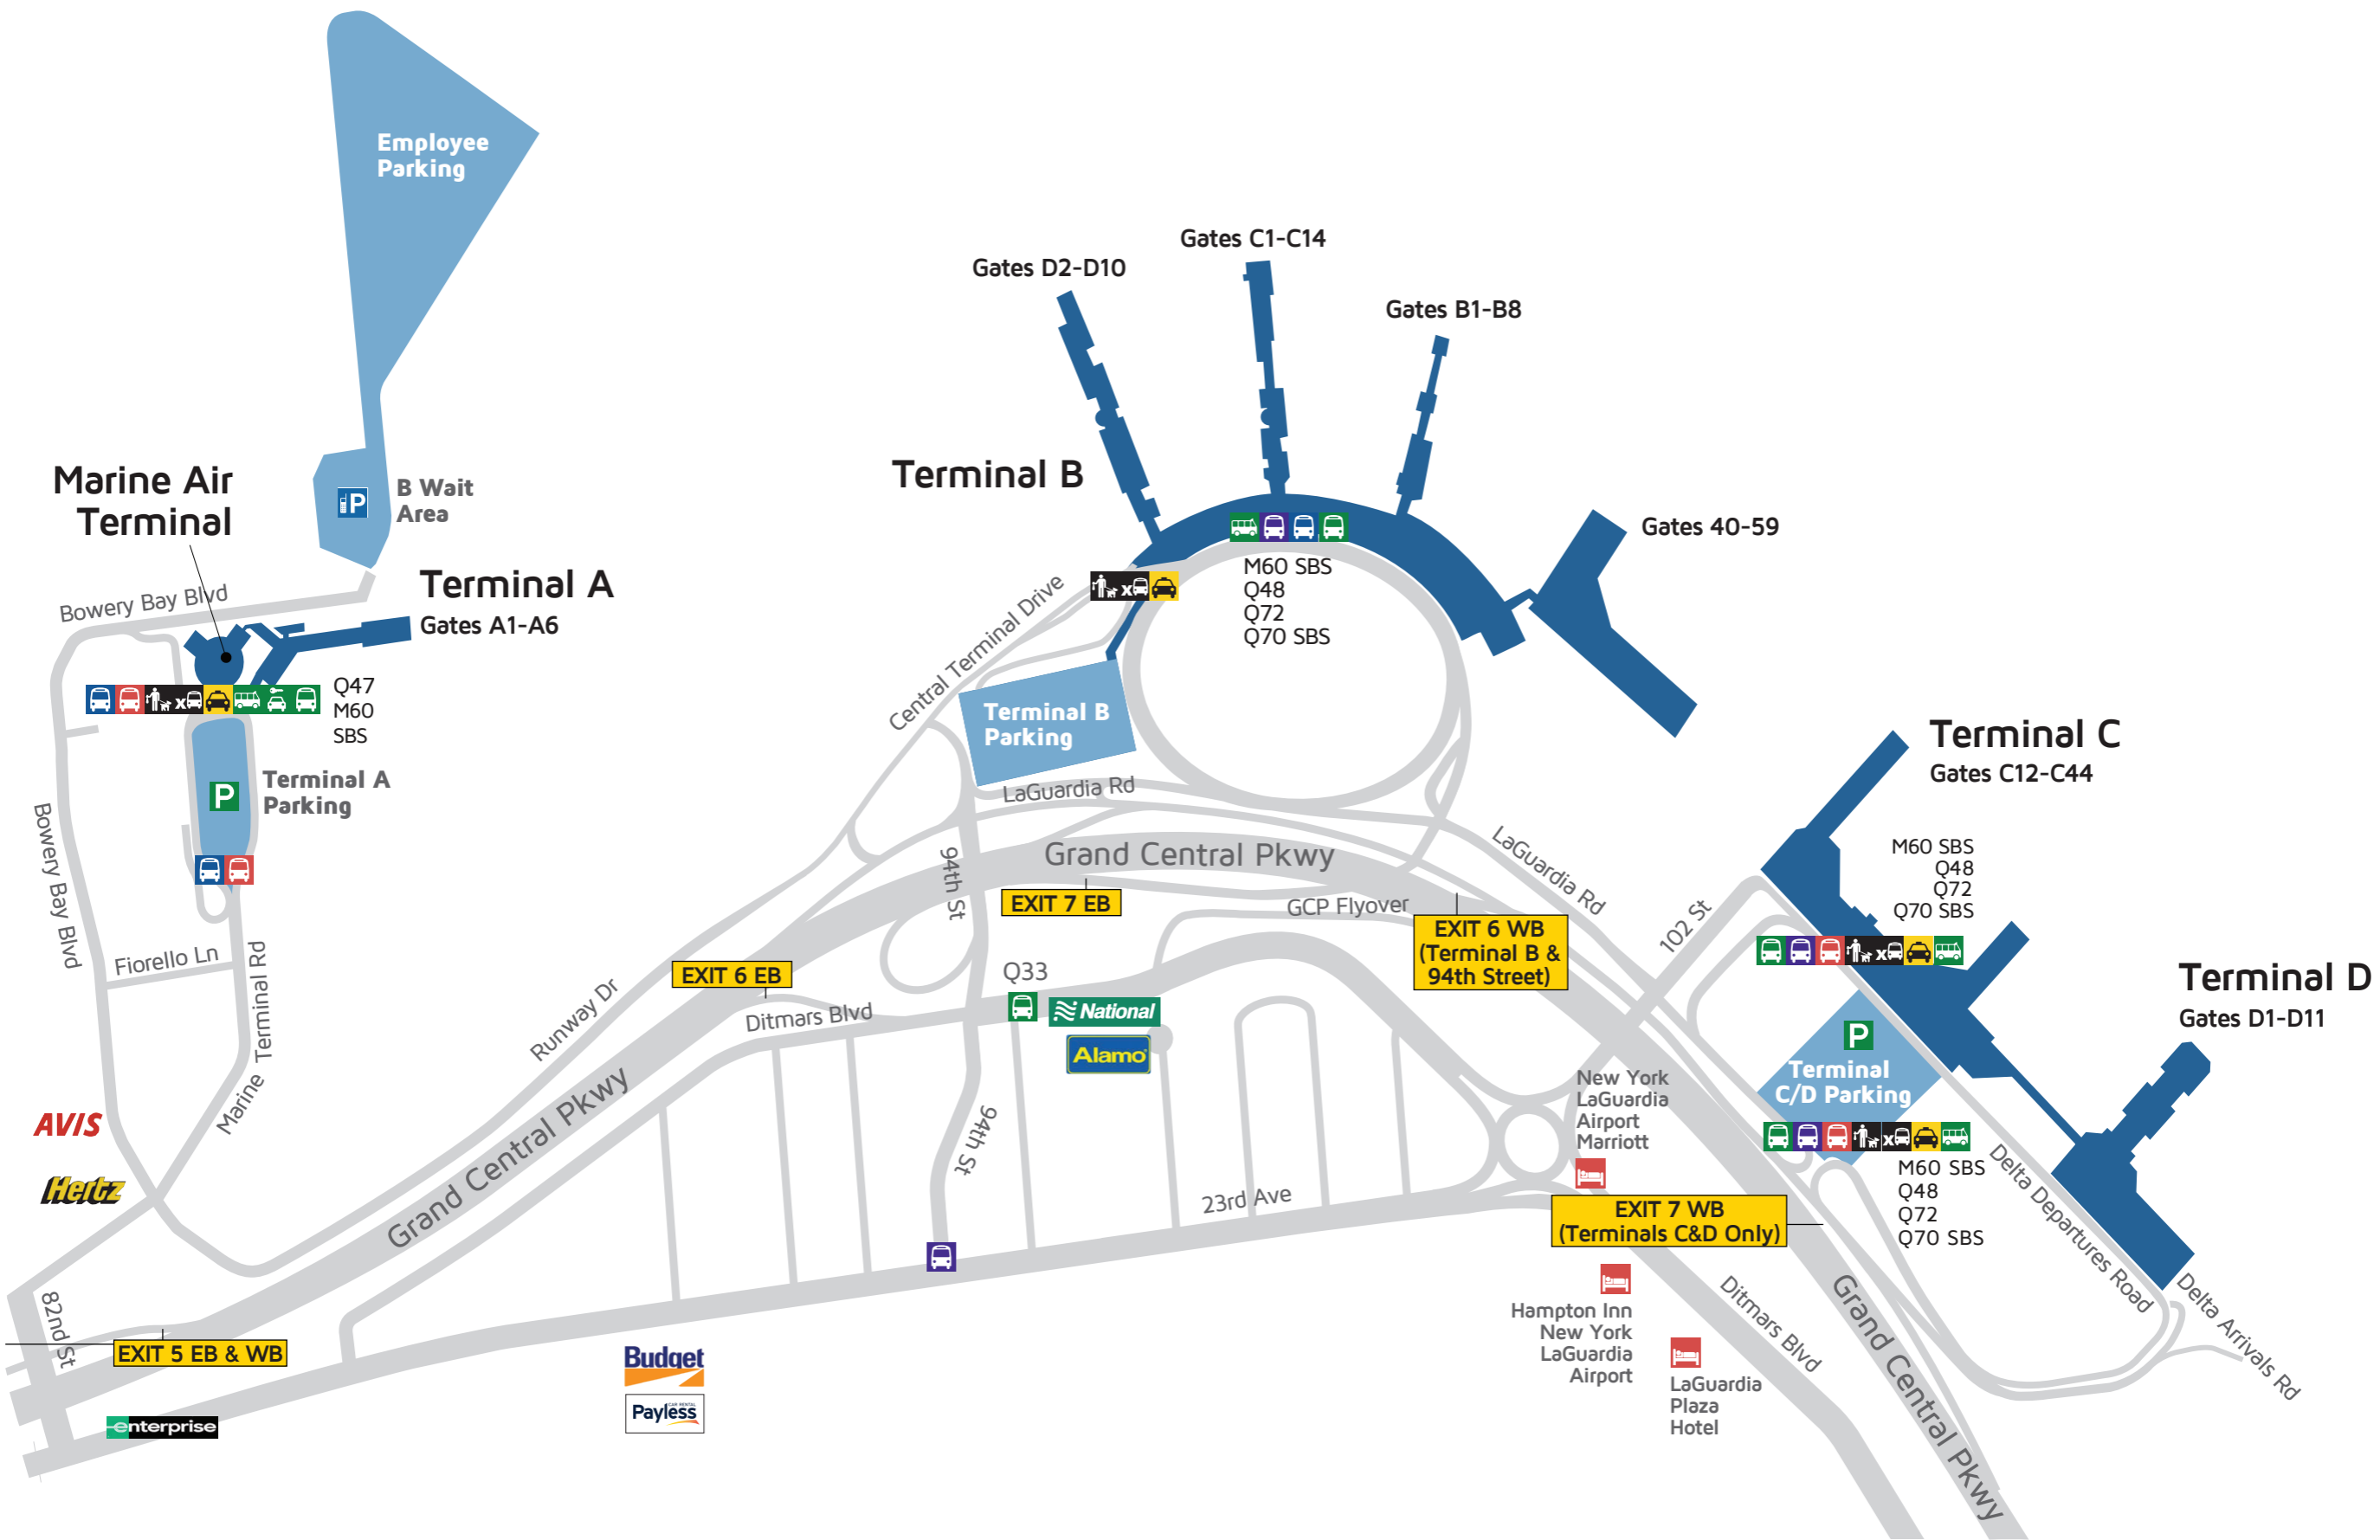 Employee
Parking
Gates C1-C14
Gates D2-D10
Gates B1-B8
Marine Air
Terminal
B Wait
Area
P
Terminal B
Gates 40-59
Terminal A
Gates A1-A6
Bowery Bay Blvd
M60 SBS
Q48
Q72
Q70 SBS
x
Central Terminal Drive
x
Q47
M60
SBS
Terminal B
Parking
Terminal A
Parking
P
LaGuardia Rd
Terminal C
Gates C12-C44
Bowery Bay Blvd
94th St
Grand Central Pkwy
EXIT 7 EB
GCP Flyover
LaGuardia Rd
EXIT 6 WB
(Terminal B &
94th Street)
102 St
M60 SBS
Q48
Q72
Q70 SBS
x
Fiorello Ln
Marine Terminal Rd
Runway Dr
EXIT 6 EB
Ditmars Blvd
Q33
National
Alamo
Terminal D
Gates D1-D11
P
Terminal
C/D Parking
New York
LaGuardia
Airport
Marriott
x
M60 SBS
Q48
Q72
Q70 SBS
AVIS
Hertz
Grand Central Pkwy
94th St
23rd Ave
EXIT 7 WB
(Terminals C&D Only)
Delta Departures Road
Delta Arrivals Rd
82nd St
EXIT 5 EB & WB
Budget
CAR RENTAL
Payless
enterprise
Hampton Inn
New York
LaGuardia
Airport
LaGuardia
Plaza
Hotel
Ditmars Blvd
Grand Central Pkwy